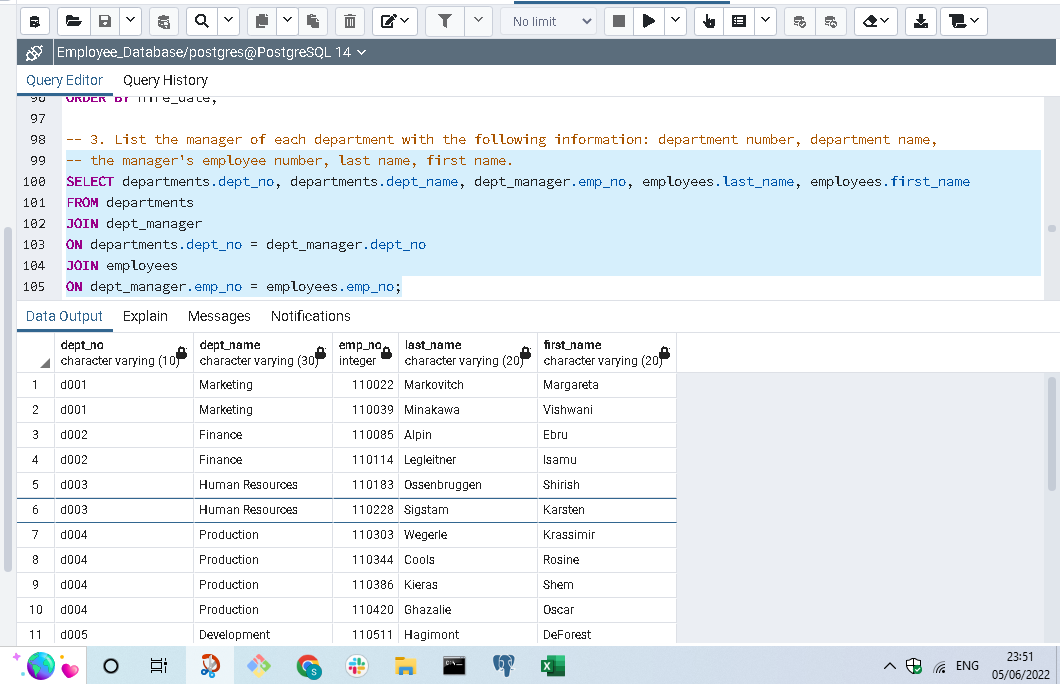 No limit
Employee_Database/postgres@PostgreSQL 14
Query Editor Query History
96 ORDER BY hire_date;
97
98 -- 3. List the manager of each department with the following information: department number, department name,
99 -- the manager's employee number, last name, first name.
100 SELECT departments.dept_no, departments.dept_name, dept_manager.emp_no, employees.last_name, employees.first_name
101 FROM departments
102 JOIN dept_manager
103 ON departments.dept_no = dept_manager.dept_no
104 JOIN employees
105 ON dept_manager.emp_no = employees.emp_no;
Data Output Explain Messages Notifications
dept_no dept_name emp_no last_name first_name
character varying (10) character varying (30) integer character varying (20) character varying (20)
1 d001 Marketing 110022 Markovitch Margareta
2 d001 Marketing 110039 Minakawa Vishwani
3 d002 Finance 110085 Alpin Ebru
4 d002 Finance 110114 Legleitner Isamu
5 d003 Human Resources 110183 Ossenbruggen Shirish
6 d003 Human Resources 110228 Sigstam Karsten
7 d004 Production 110303 Wegerle Krassimir
8 d004 Production 110344 Cools Rosine
9 d004 Production 110386 Kieras Shem
10 d004 Production 110420 Ghazalie Oscar
11 d005 Development 110511 Hagimont DeForest
ENG
23:51
05/06/2022